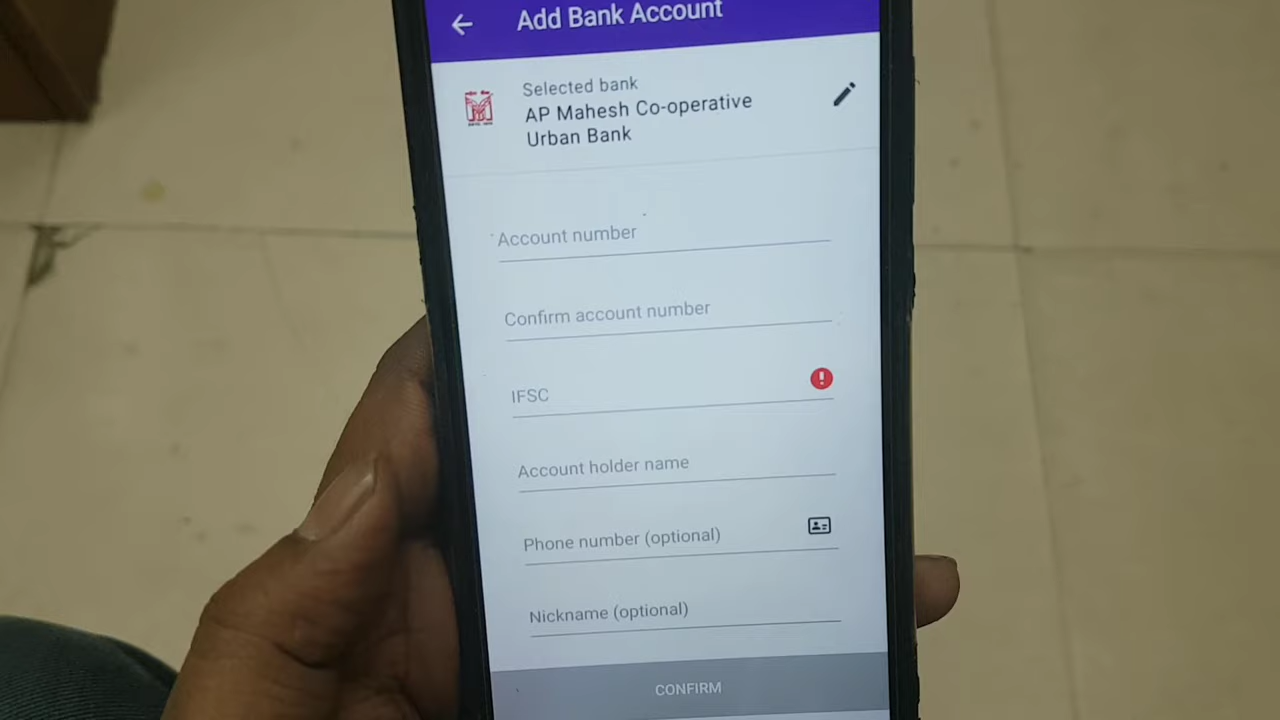 Add Bank Account
Selected bank
AP Mahesh Co-operative
Urban Bank
Account number
Confirm account number
IFSC
Account holder name
Phone number (optional)
Nickname (optional)
CONFIRM